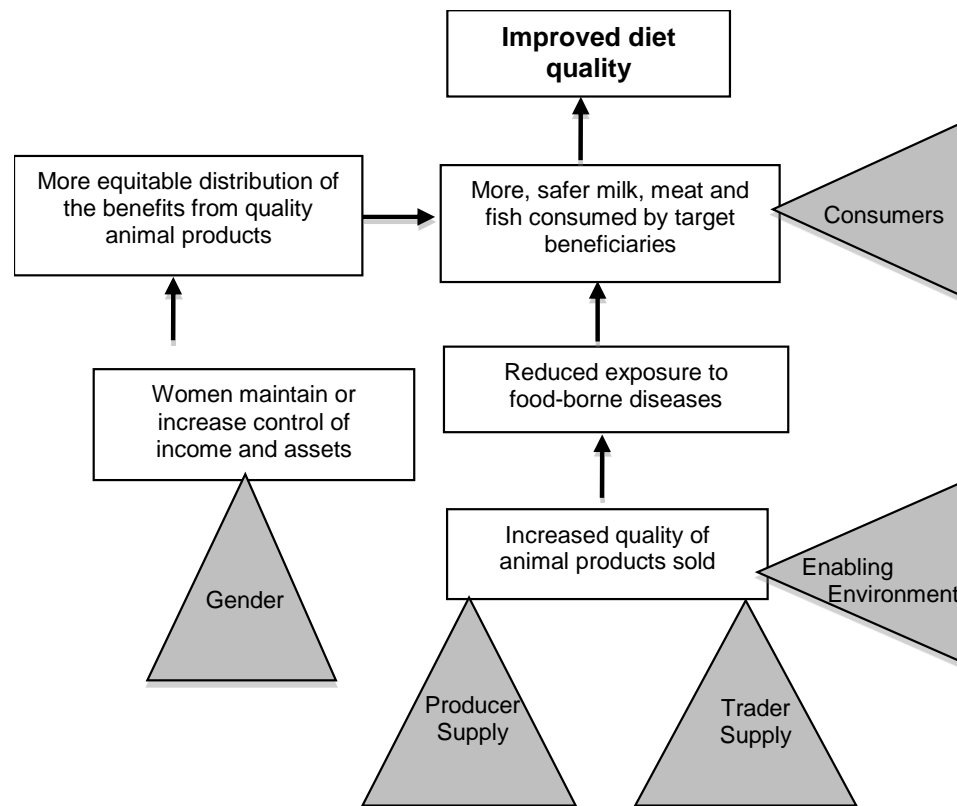 Improved diet
quality
More equitable distribution of
the benefits from quality
animal products
More, safer milk, meat and
fish consumed by target
beneficiaries
Consumers
Women maintain or
increase control of
income and assets
Reduced exposure to
food-borne diseases
Increased quality of
animal products sold
Enabling
Environment
Gender
Producer
Supply
Trader
Supply